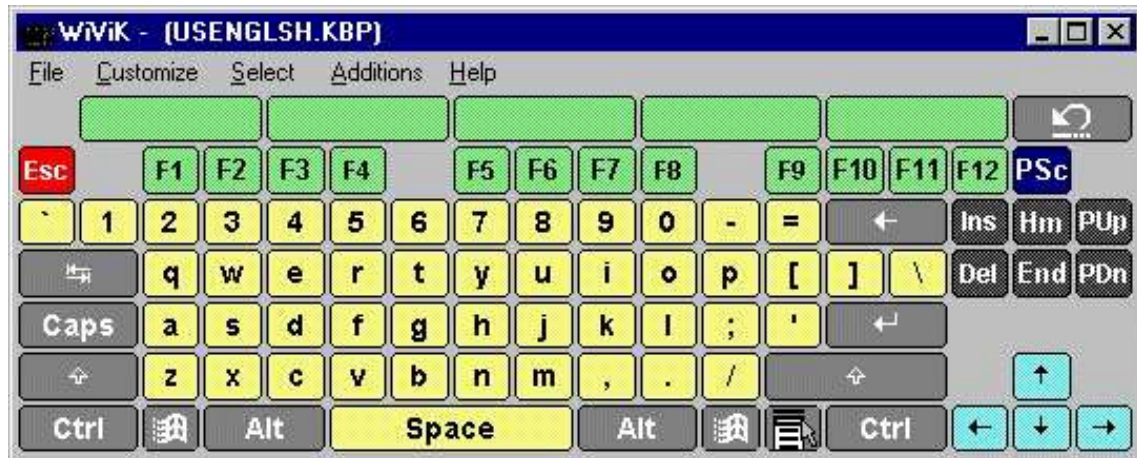 WiViK - (USENGLSH.KBP)
File Customize Select Additions Help
Esc F1 F2 F3 F4 F5 F6 F7 F8 F9 F10 F11 F12 PSc
` 1 2 3 4 5 6 7 8 9 0 - = ← Ins Hm PUp
q w e r t y u i o p [ ] \ Del End PDn
Caps a s d f g h j k l ; ' ↵
z x c v b n m , . / ↑
Ctrl Alt Space Alt Ctrl ← ↓ →